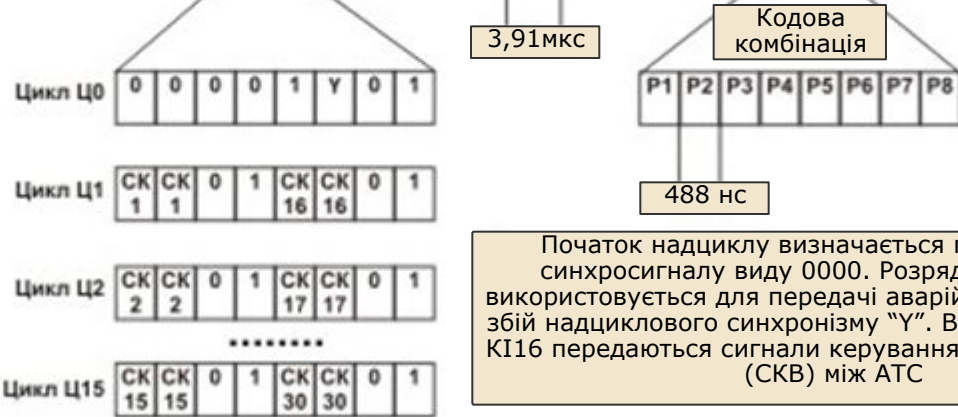 3,91мкс
Кодова
комбінація
Цикл Ц0 0 0 0 0 1 Y 0 1
P1 P2 P3 P4 P5 P6 P7 P8
488 нс
Цикл Ц1 СК 1 СК 1 0 1 СК 16 СК 16 0 1
Цикл Ц2 СК 2 СК 2 0 1 СК 17 СК 17 0 1
........
Цикл Ц15 СК 15 СК 15 0 1 СК 30 СК 30 0 1
Початок надциклу визначається
синхросигналу виду 0000. Розряд
використовується для передачі аварій
збій надциклового синхронізму “Y”. В
КІ16 передаються сигнали керування
(СКВ) між АТС